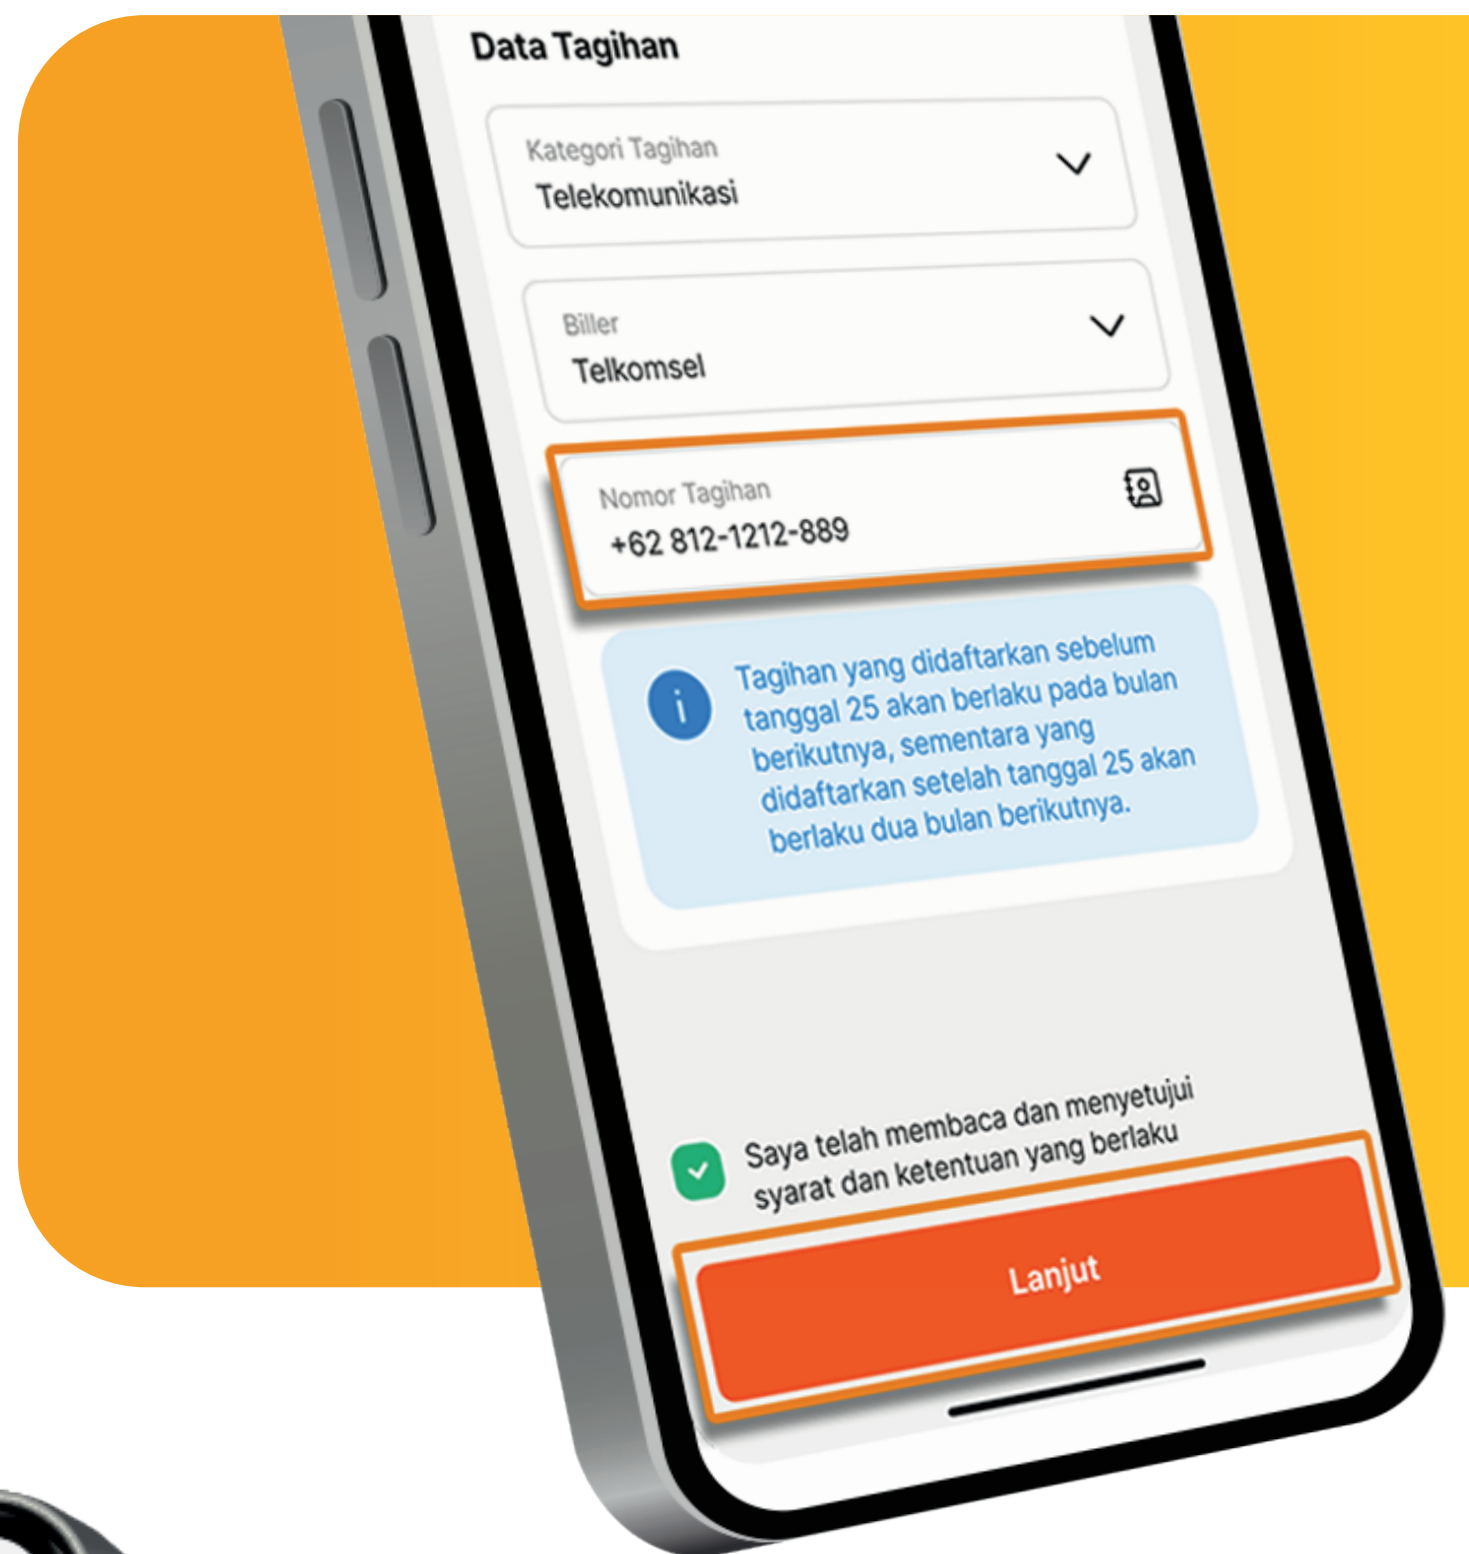 Data Tagihan
Kategori Tagihan
Telekomunikasi
Biller
Telkomsel
Nomor Tagihan
+62 812-1212-889
i
Tagihan yang didaftarkan sebelum
tanggal 25 akan berlaku pada bulan
berikutnya, sementara yang
didaftarkan setelah tanggal 25 akan
berlaku dua bulan berikutnya.
Saya telah membaca dan menyetujui
syarat dan ketentuan yang berlaku
Lanjut